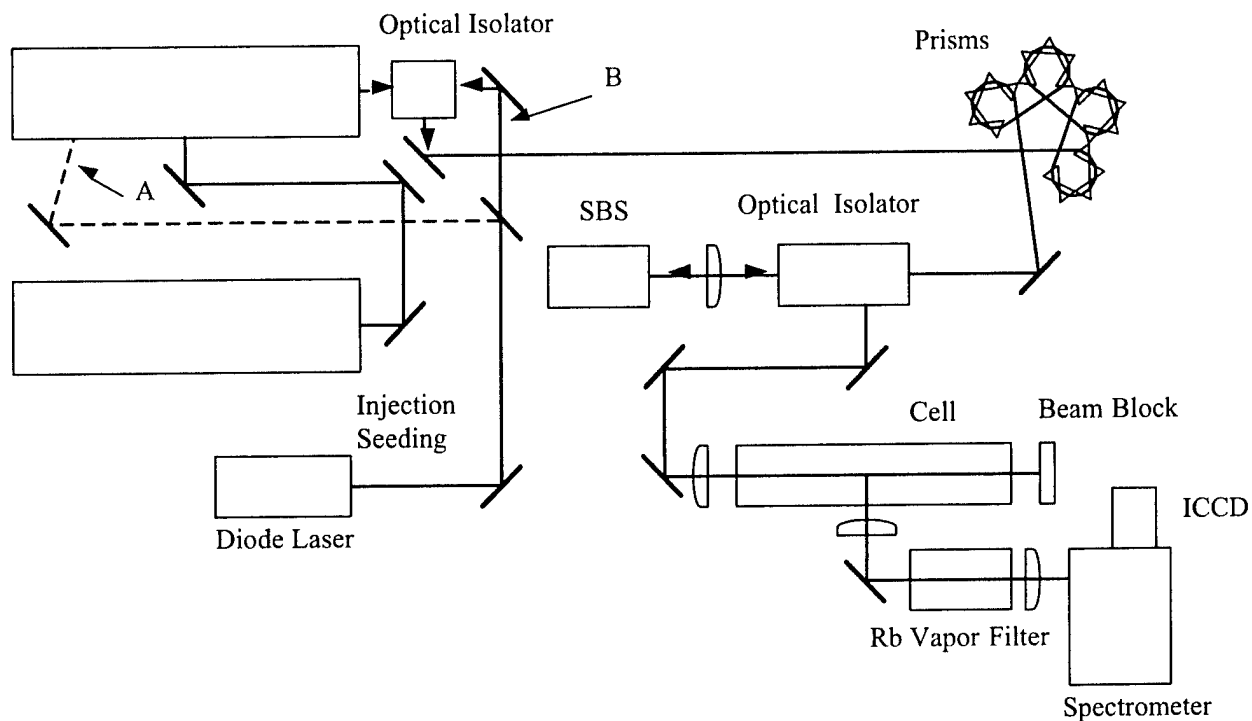 Optical Isolator
Prisms
B
A
SBS
Optical Isolator
Injection
Seeding
Cell
Beam Block
ICCD
Diode Laser
Rb Vapor Filter
Spectrometer